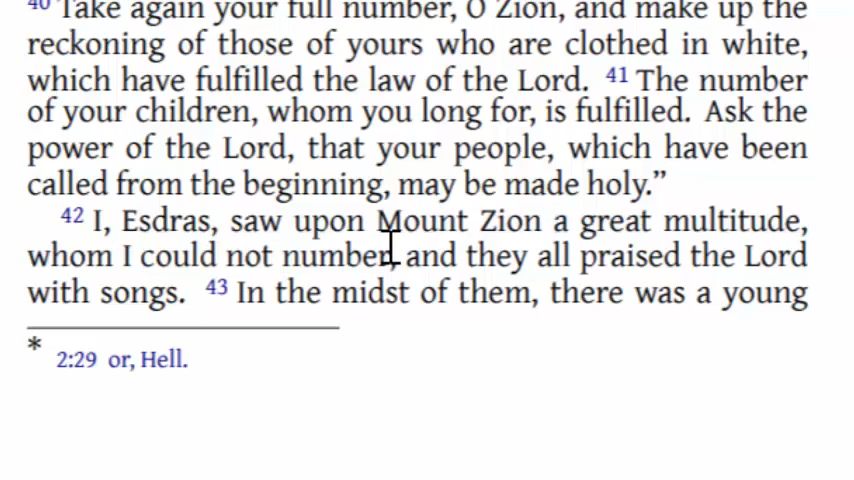 40 Take again your full number, O Zion, and make up the
reckoning of those of yours who are clothed in white,
which have fulfilled the law of the Lord. 41 The number
of your children, whom you long for, is fulfilled. Ask the
power of the Lord, that your people, which have been
called from the beginning, may be made holy.”
42 I, Esdras, saw upon Mount Zion a great multitude,
whom I could not number, and they all praised the Lord
with songs. 43 In the midst of them, there was a young
* 2:29 or, Hell.